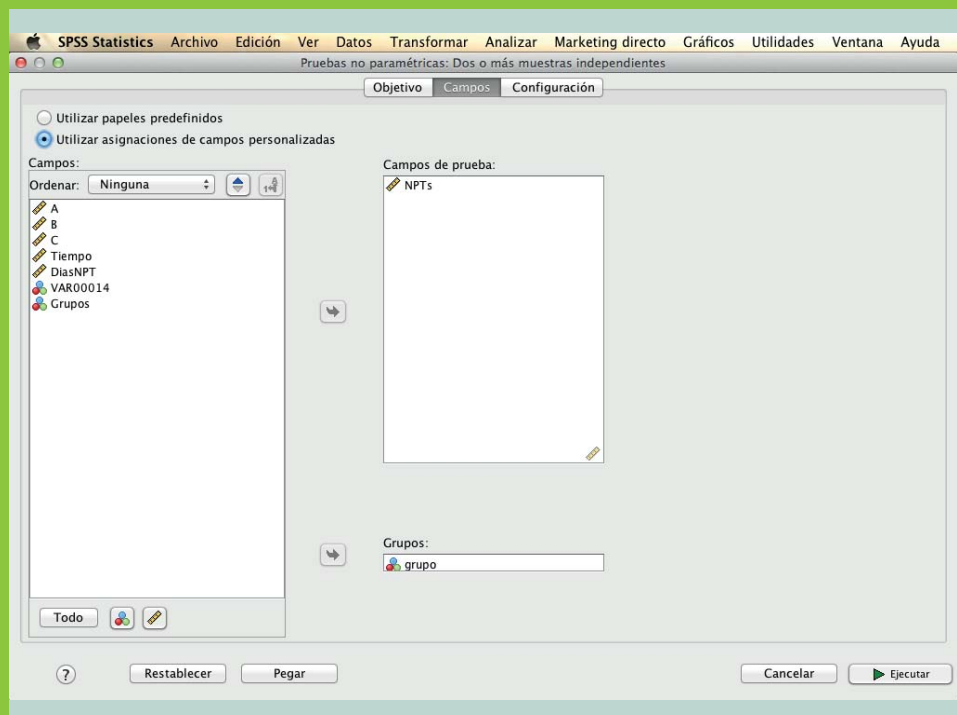 SPSS Statistics Archivo Edición Ver Datos Transformar Analizar Marketing directo Gráficos Utilidades Ventana Ayuda
Pruebas no paramétricas: Dos o más muestras independientes
Objetivo Campos Configuración
Utilizar papeles predefinidos
Utilizar asignaciones de campos personalizadas
Campos:
Ordenar: Ninguna
A
B
C
Tiempo
DiasNPT
VAR00014
Grupos
Todo
Campos de prueba:
NPTs
Grupos:
grupo
? Restablecer Pegar Cancelar Ejecutar